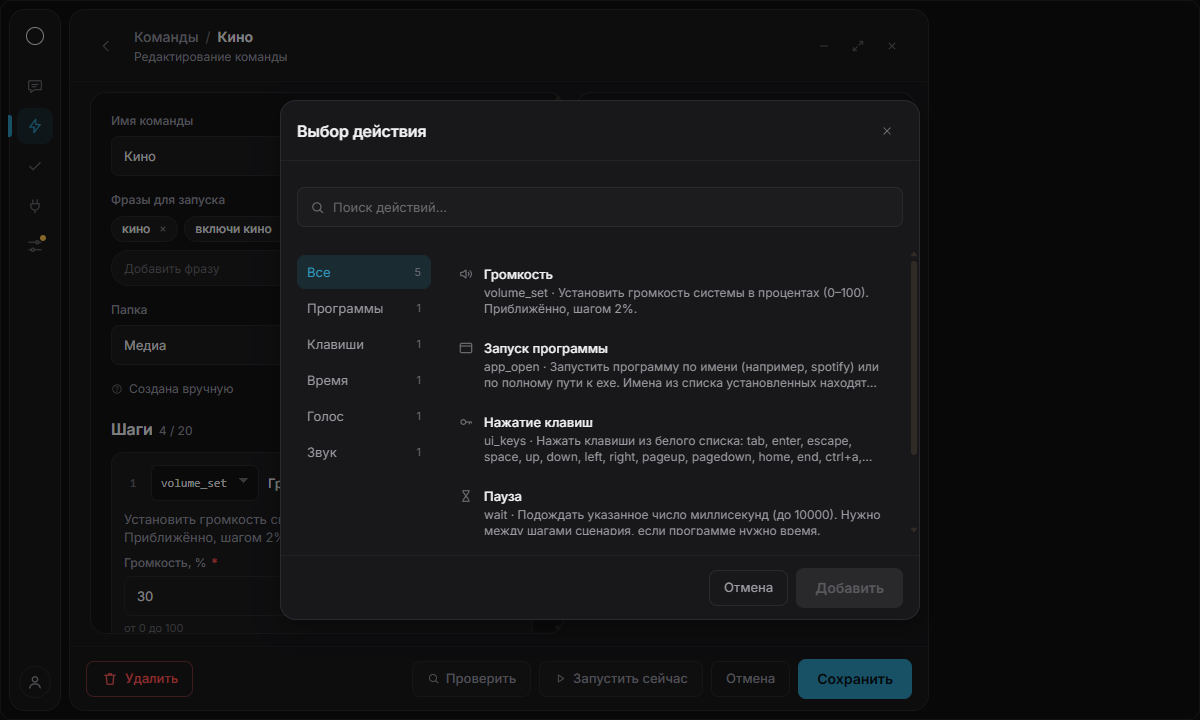 Команды / Кино
Редактирование команды
Имя команды
Кино
Фразы для запуска
кино ×
включи кино
Добавить фразу
Папка
Медиа
Создана вручную
Шаги 4 / 20
1 volume_set
Установить громкость
Приближённо, шагом 2%
Громкость, % *
30
от 0 до 100
Выбор действия
Поиск действий...
Все 5
Программы 1
Клавиши 1
Время 1
Голос 1
Звук 1
Громкость
volume_set · Установить громкость системы в процентах (0–100).
Приближённо, шагом 2%.
Запуск программы
app_open · Запустить программу по имени (например, spotify) или
по полному пути к exe. Имена из списка установленных находят...
Нажатие клавиш
ui_keys · Нажать клавиши из белого списка: tab, enter, escape,
space, up, down, left, right, pageup, pagedown, home, end, ctrl+a,...
Пауза
wait · Подождать указанное число миллисекунд (до 10000). Нужно
между шагами сценария, если программе нужно время.
Отмена
Добавить
Удалить
Проверить
Запустить сейчас
Отмена
Сохранить